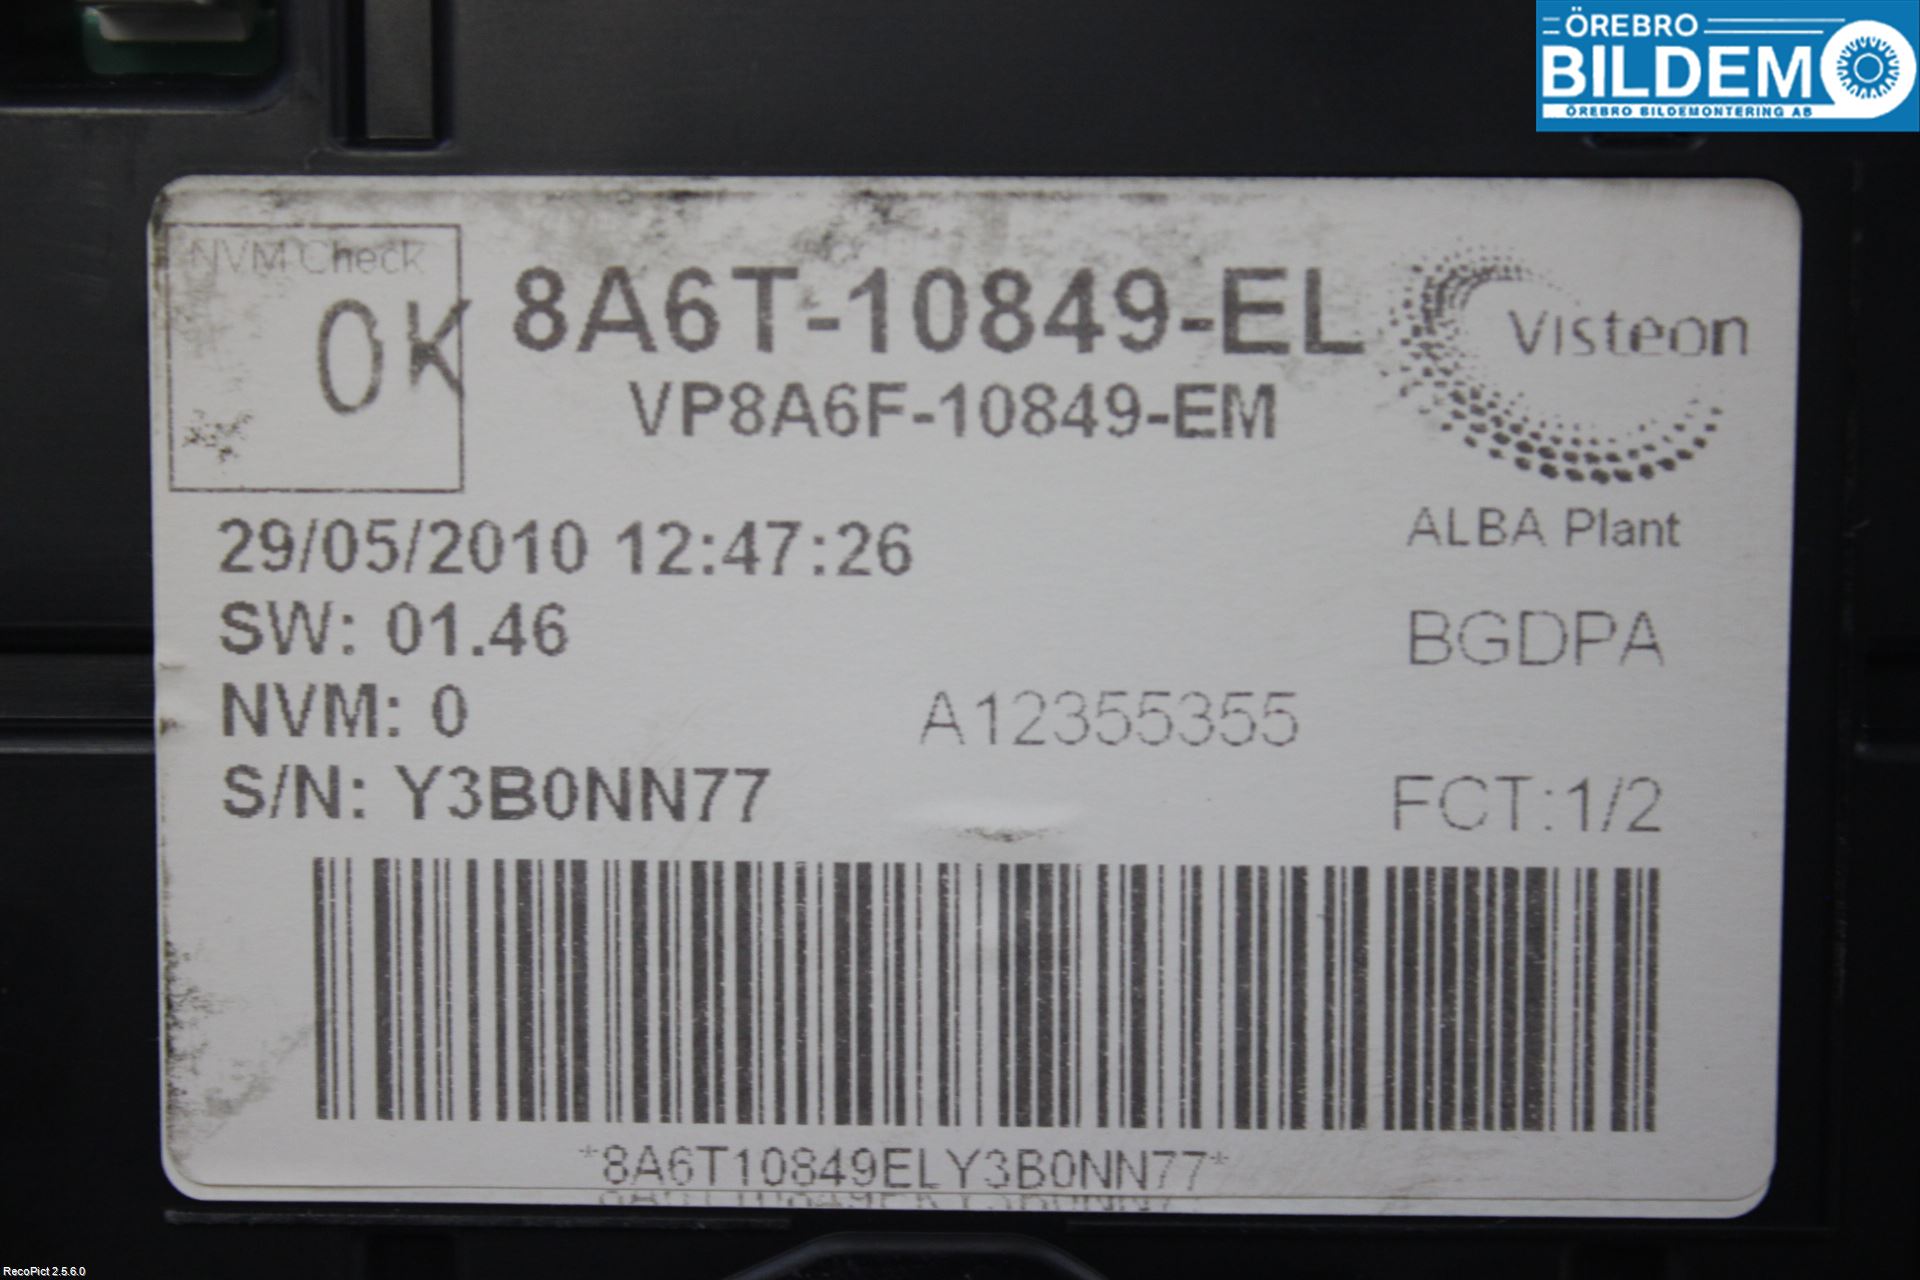 ÖREBRO
BILDEMO
ÖREBRO BILDEMONTERING AB
NVM Check
OK
8A6T-10849-EL
VP8A6F-10849-EM
Visteon
ALBA Plant
29/05/2010 12:47:26
SW: 01.46
BGDPA
NVM: 0
A12355355
S/N: Y3B0NN77
FCT:1/2
*8A6T10849ELY3B0NN77*
RecoPict 2.5.6.0